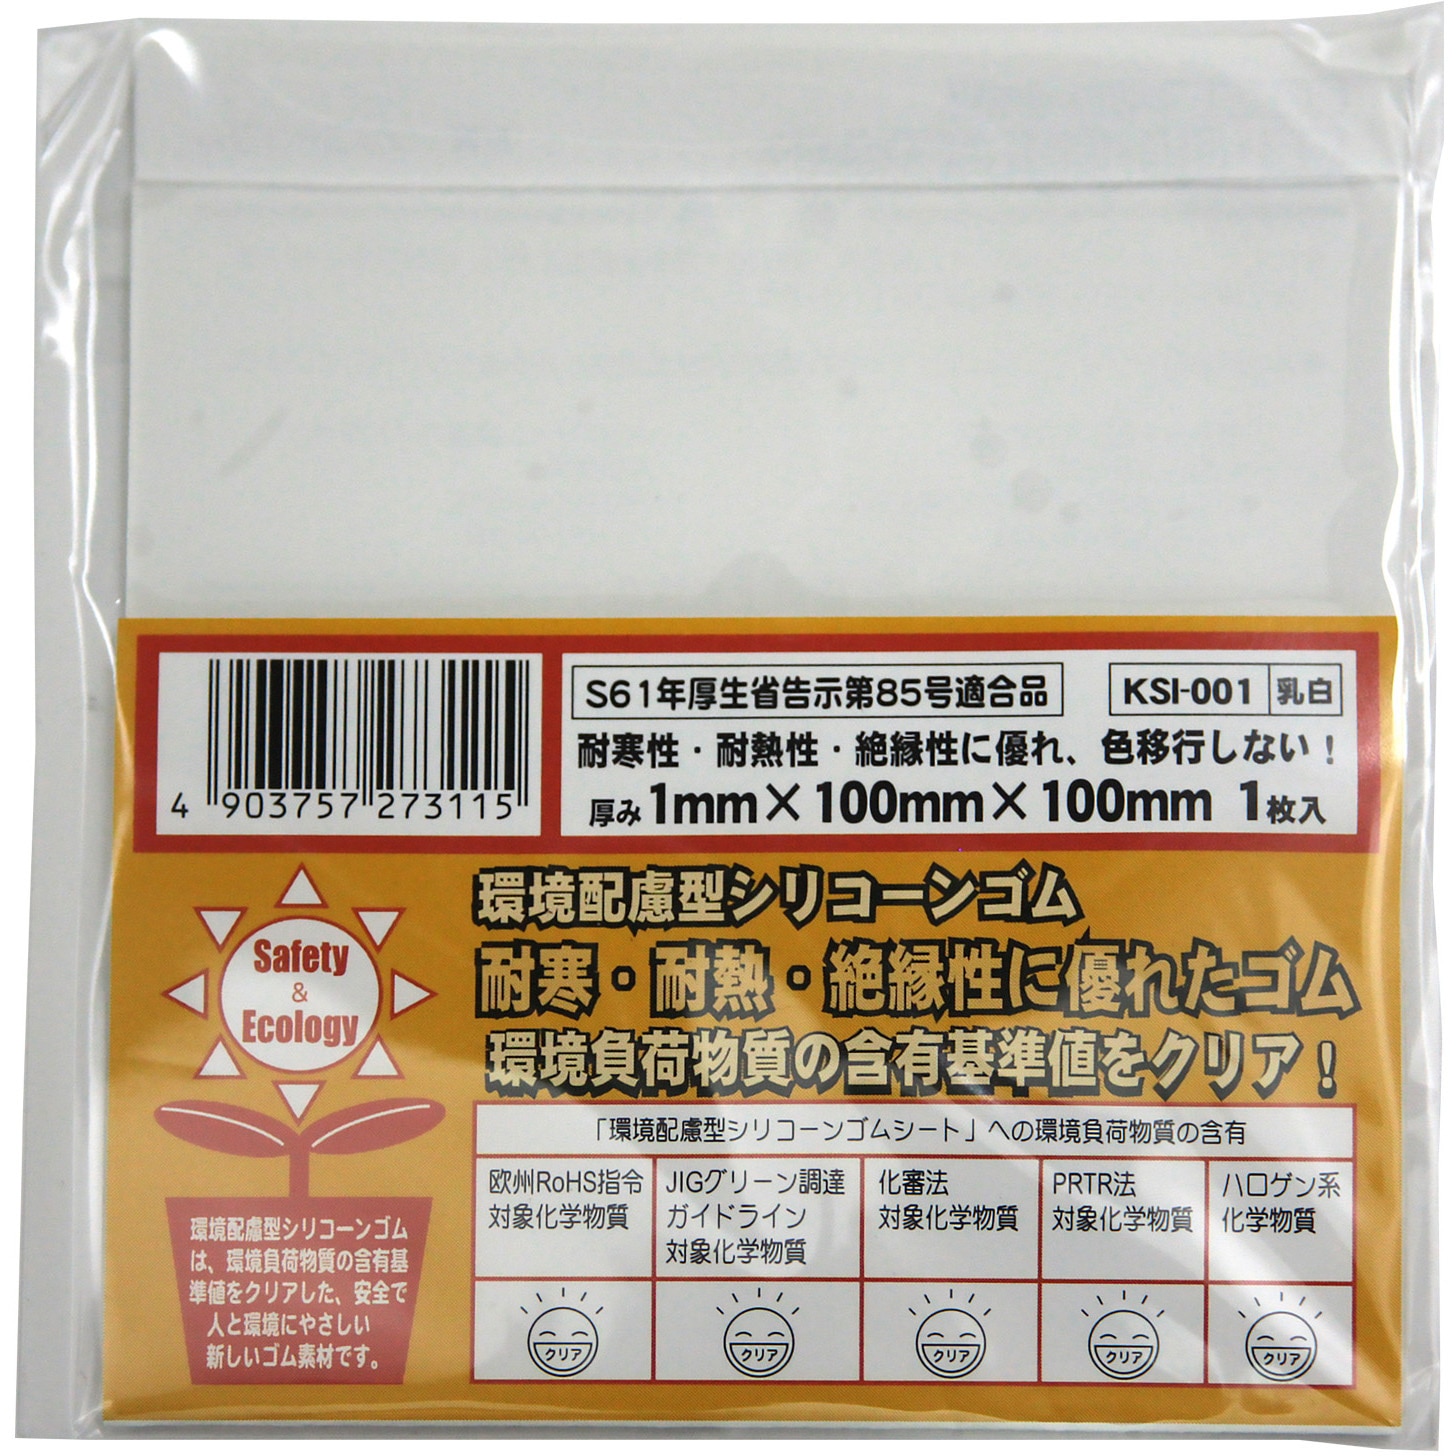 S61年厚生省告示第85号適合品
KSI-001 乳白
耐寒性・耐熱性・絶縁性に優れ、色移行しない!
厚み1mm×100mm×100mm 1枚入
4 903757 273115
環境配慮型シリコーンゴム
耐寒・耐熱・絶縁性に優れたゴム
環境負荷物質の含有基準値をクリア!
Safety
&
Ecology
環境配慮型シリコーンゴム
は、環境負荷物質の含有基
準値をクリアした、安全で
人と環境にやさしい
新しいゴム素材です。
「環境配慮型シリコーンゴムシート」への環境負荷物質の含有
欧州RoHS指令
対象化学物質
JIGグリーン調達
ガイドライン
対象化学物質
化審法
対象化学物質
PRTR法
対象化学物質
ハロゲン系
化学物質
クリア
クリア
クリア
クリア
クリア